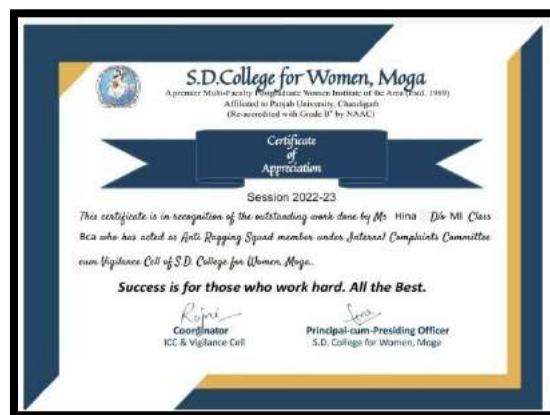 S.D.College for Women, Moga
A premier Multi-Faculty Postgraduate Women Institute of the Area (Estd. 1969)
Affiliated to Panjab University, Chandigarh
(Re-accredited with Grade B+ by NAAC)
Certificate
of
Appreciation
Session 2022-23
This certificate is in recognition of the outstanding work done by Ms Hina D/o MI Class
Bca who has acted as Anti Ragging Squad member under Internal Complaints Committee
cum Vigilance Cell of S.D. College for Women, Moga.
Success is for those who work hard. All the Best.
Coordinator
ICC & Vigilance Cell
Principal-cum-Presiding Officer
S.D. College for Women, Moga